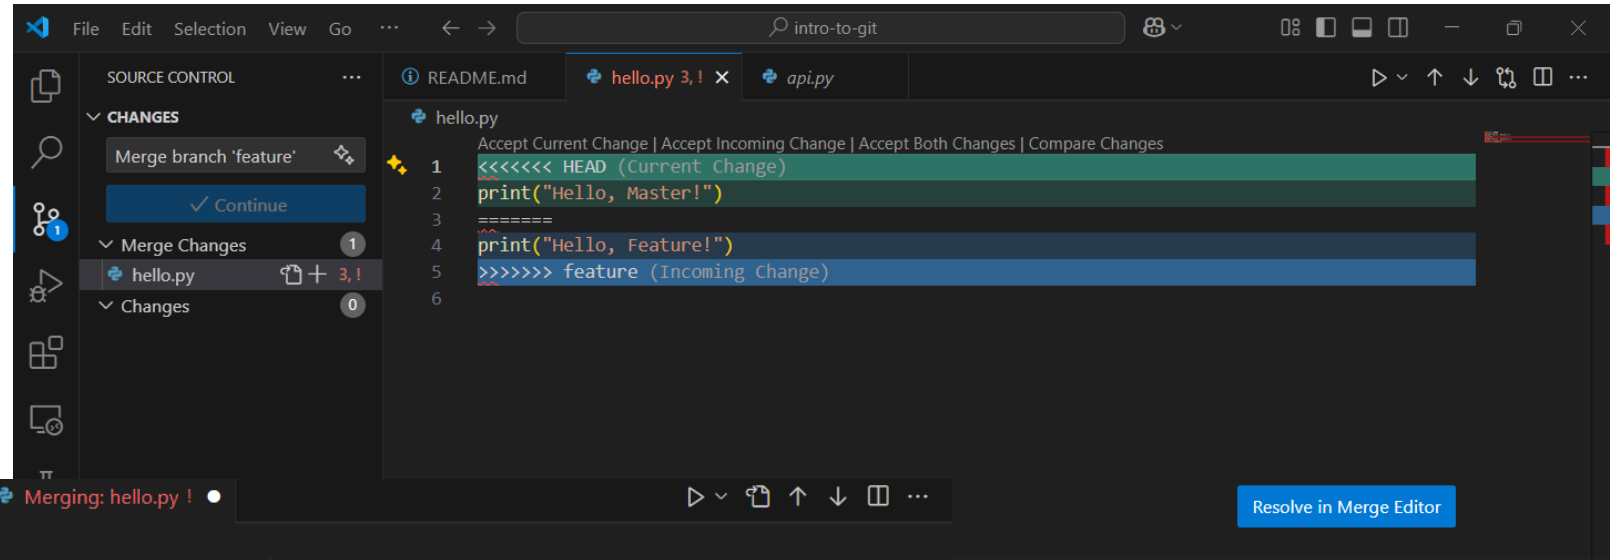 File Edit Selection View Go ··· intro-to-git
SOURCE CONTROL ···
README.md hello.py 3, ! api.py ···
CHANGES
hello.py
Merge branch 'feature'
Accept Current Change | Accept Incoming Change | Accept Both Changes | Compare Changes
1 <<<<<<< HEAD (Current Change)
2 print("Hello, Master!")
Continue
3 =======
1
Merge Changes 1
4 print("Hello, Feature!")
hello.py 3, !
5 >>>>>>> feature (Incoming Change)
Changes 0
6
Merging: hello.py ! ···
Resolve in Merge Editor